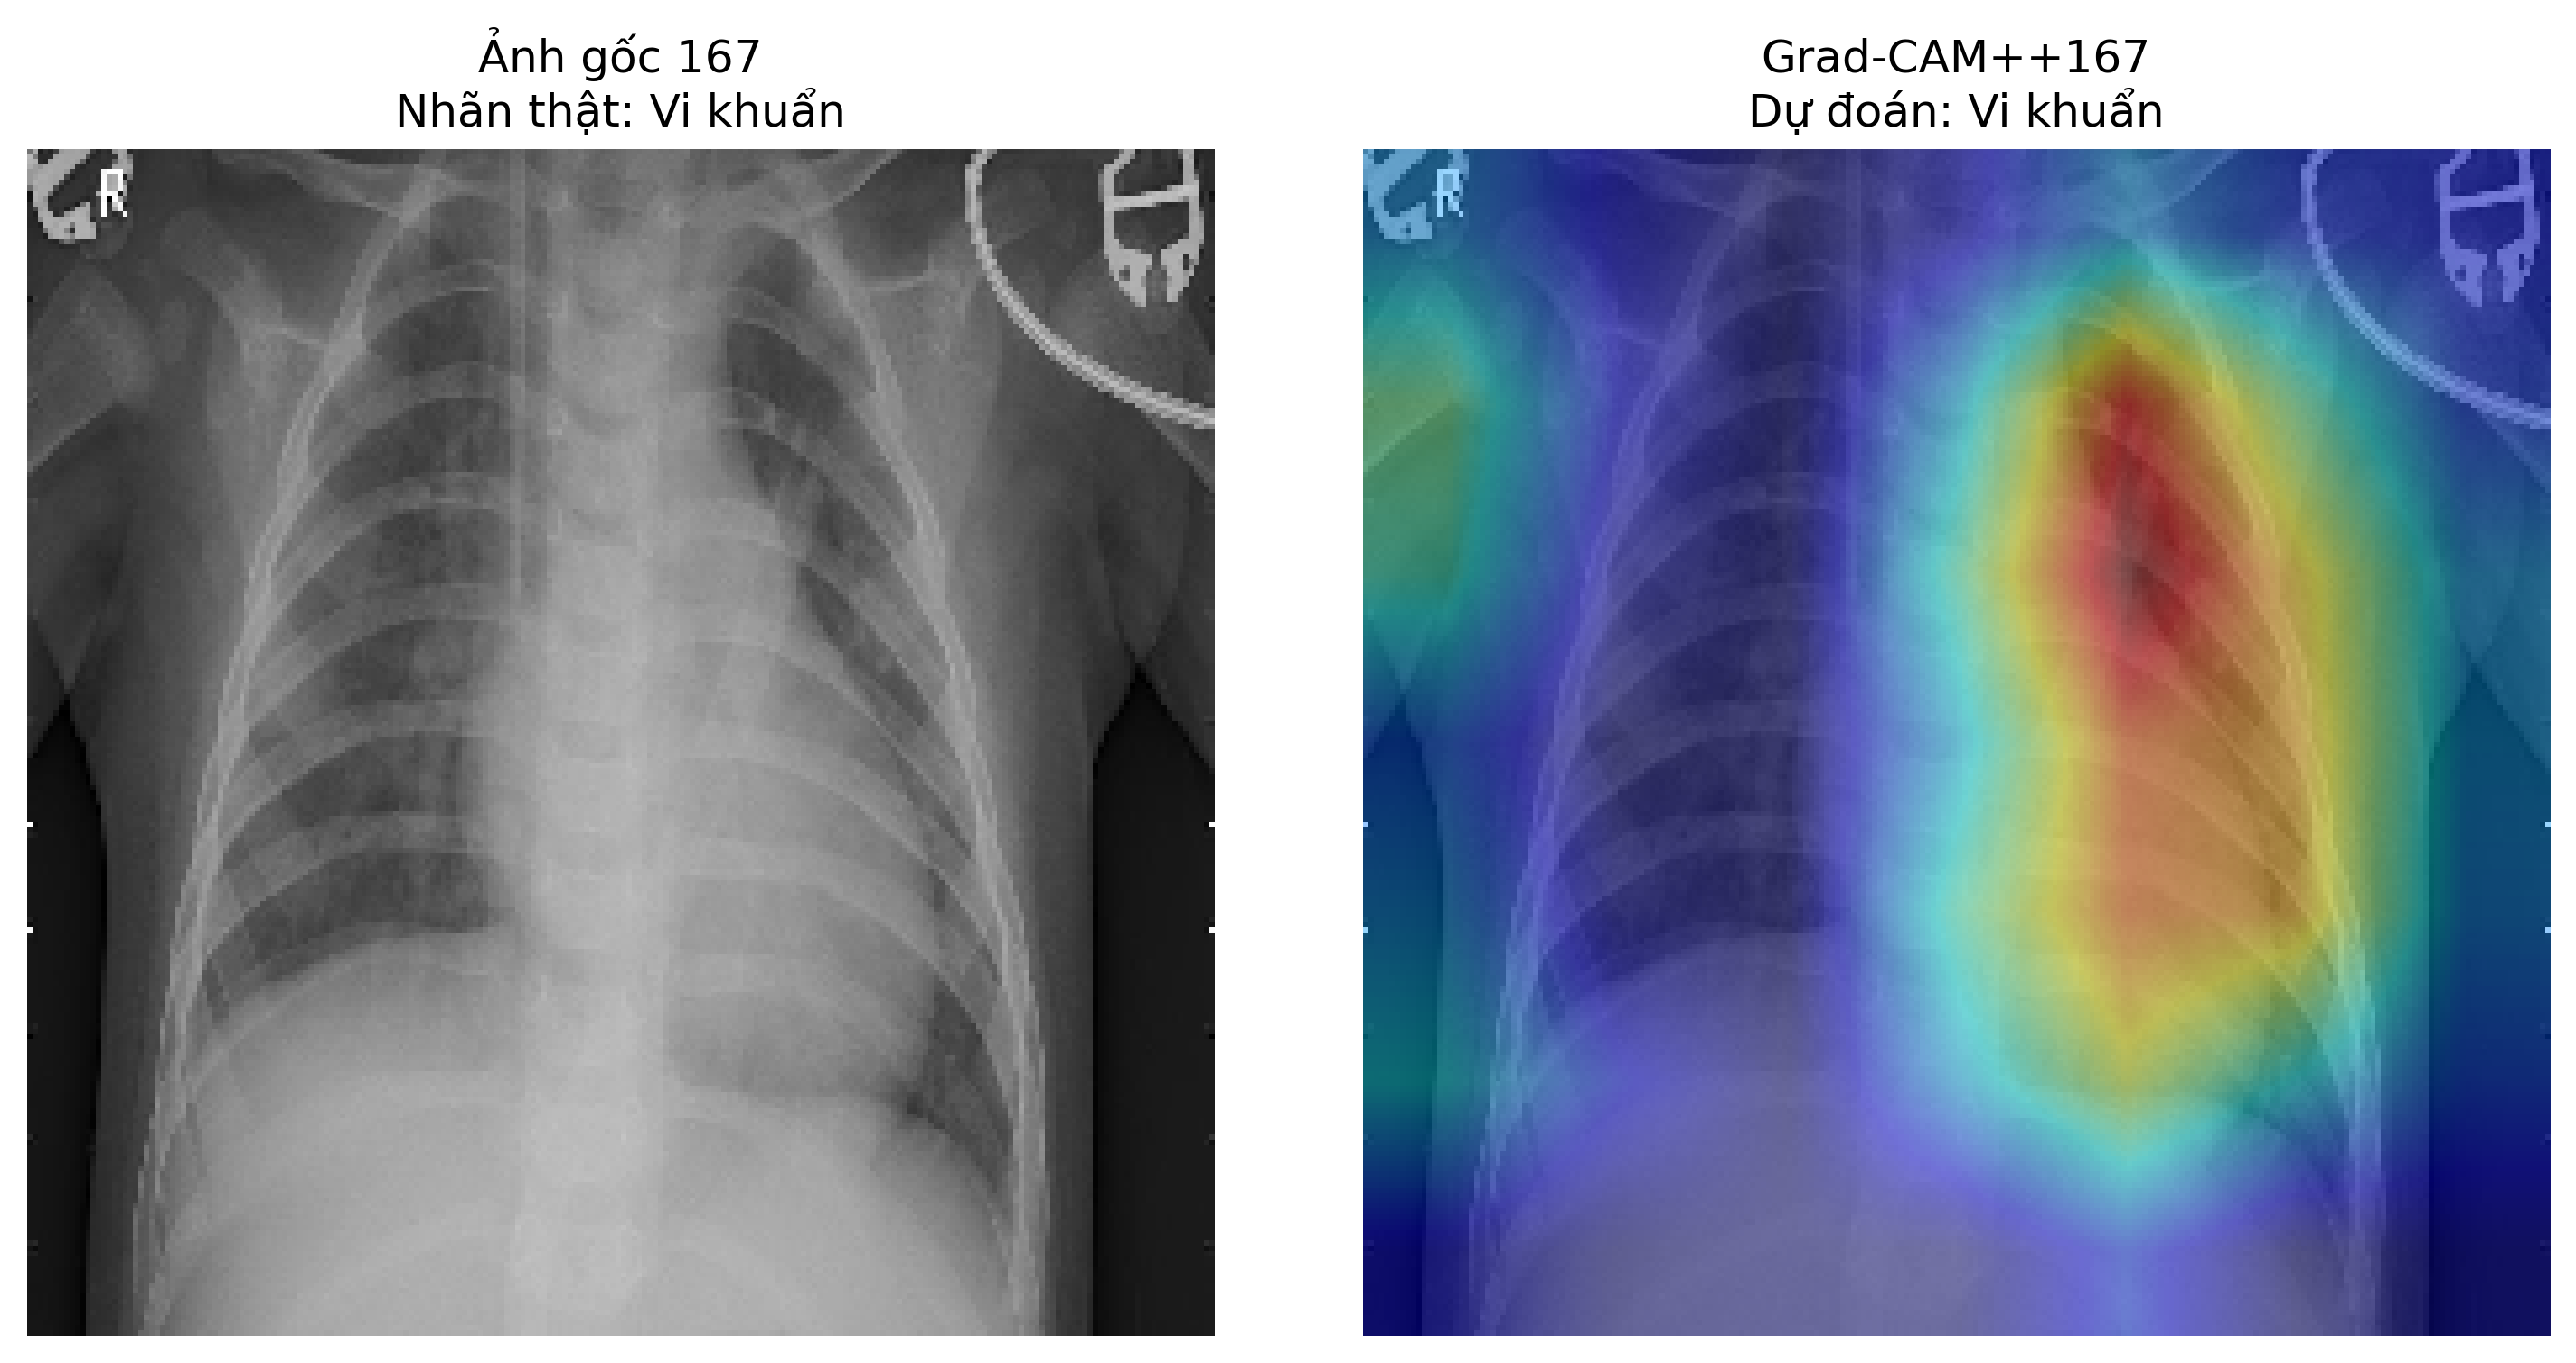 Ảnh gốc 167
Nhãn thật: Vi khuẩn
Grad-CAM++167
Dự đoán: Vi khuẩn
R